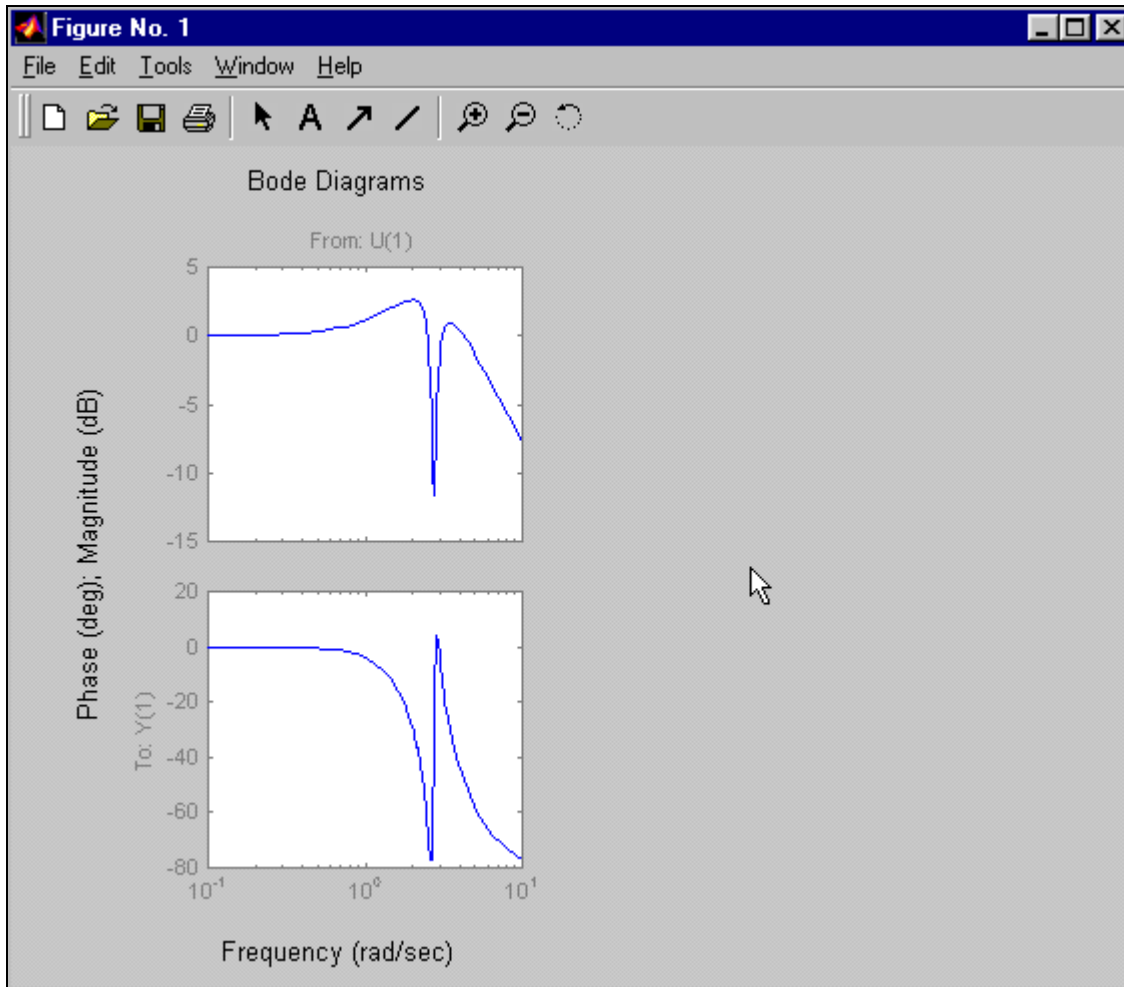 Figure No. 1
File Edit Tools Window Help
A
Bode Diagrams
From: U(1)
5
0
-5
-10
-15
Phase (deg); Magnitude (dB)
To: Y(1)
20
0
-20
-40
-60
-80
10⁻¹ 10⁰ 10¹
Frequency (rad/sec)